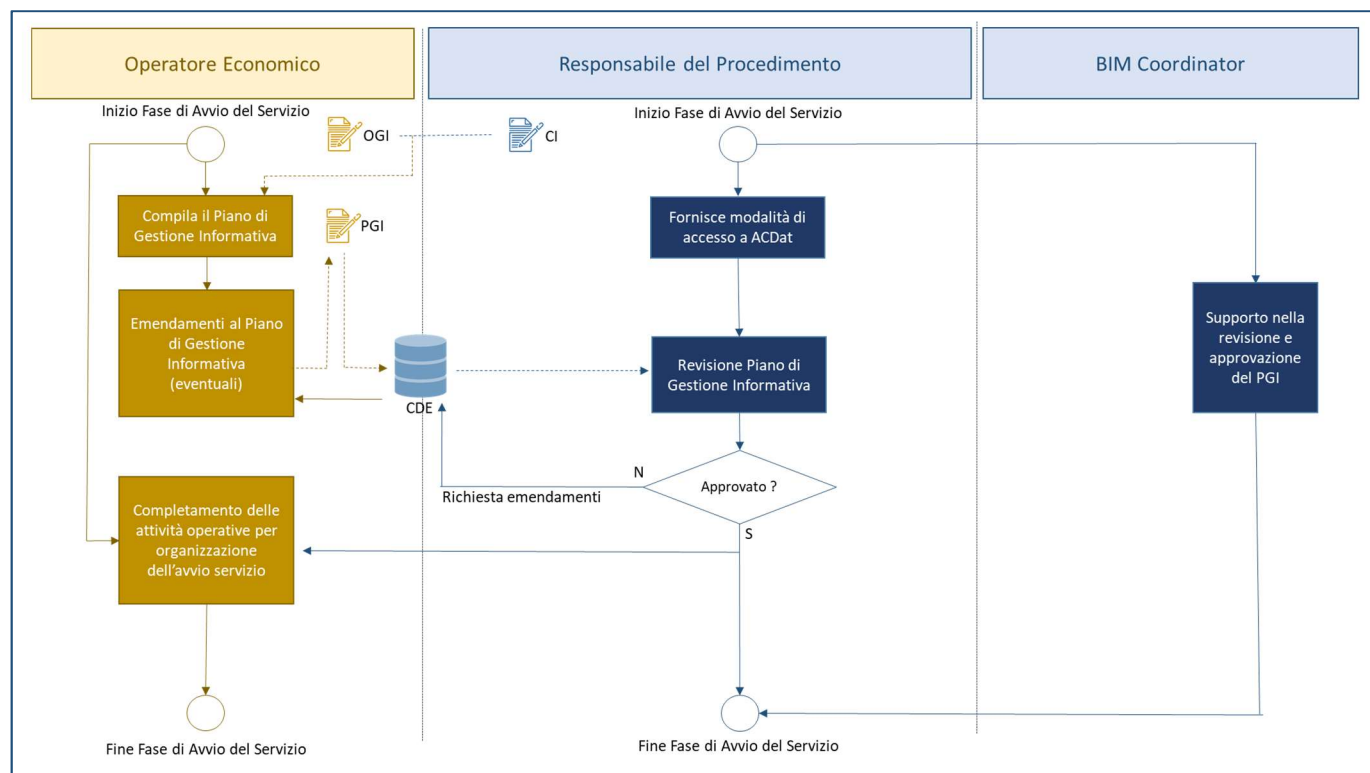 Operatore Economico
Responsabile del Procedimento
BIM Coordinator
Inizio Fase di Avvio del Servizio
OGI
CI
Inizio Fase di Avvio del Servizio
Compila il Piano di
Gestione Informativa
PGI
Fornisce modalità di
accesso a ACDat
Emendamenti al Piano
di Gestione
Informativa
(eventuali)
CDE
Revisione Piano di
Gestione Informativa
Supporto nella
revisione e
approvazione
del PGI
N
Richiesta emendamenti
Approvato ?
S
Completamento delle
attività operative per
organizzazione
dell'avvio servizio
Fine Fase di Avvio del Servizio
Fine Fase di Avvio del Servizio